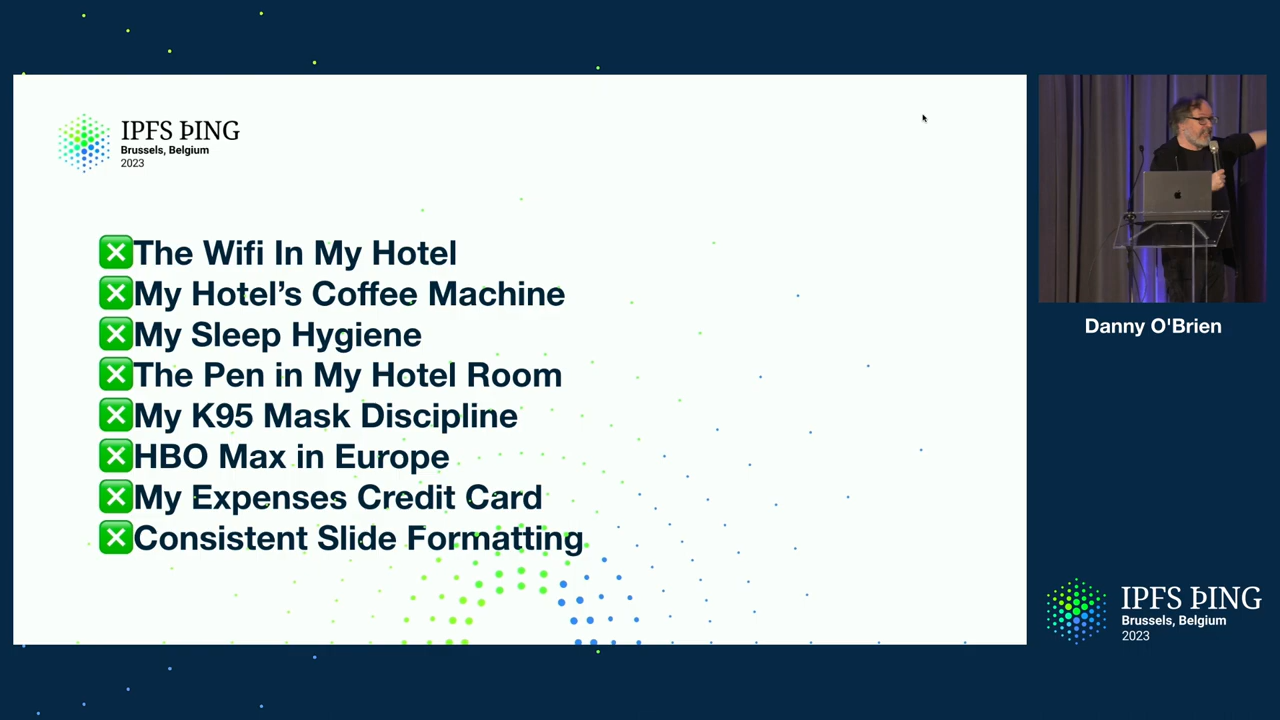 IPFS ÞING
Brussels, Belgium
2023
❎The Wifi In My Hotel
❎My Hotel’s Coffee Machine
❎My Sleep Hygiene
❎The Pen in My Hotel Room
❎My K95 Mask Discipline
❎HBO Max in Europe
❎My Expenses Credit Card
❎Consistent Slide Formatting
Danny O'Brien
IPFS ÞING
Brussels, Belgium
2023